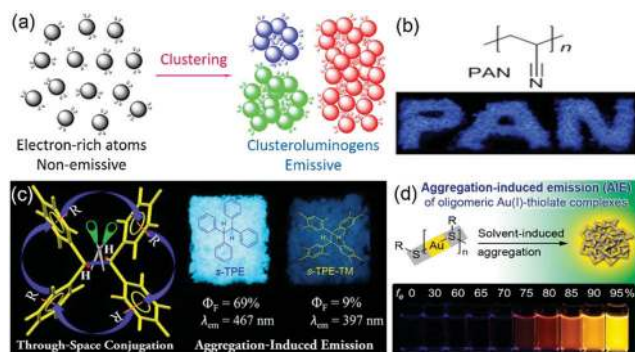 (a)
Clustering
Electron-rich atoms
Non-emissive
Clusteroluminogens
Emissive
(b)
n
PAN
N
PAN
(c)
R
R
H
H
R
R
Through-Space Conjugation
s-TPE
s-TPE-TM
ΦF = 69%
λem = 467 nm
ΦF = 9%
λem = 397 nm
Aggregation-Induced Emission
(d)
Aggregation-induced emission (AIE)
of oligomeric Au(I)-thiolate complexes
R
R
S
Au
S
n
Solvent-induced
aggregation
0 30 60 65 70 75 80 85 90 95%